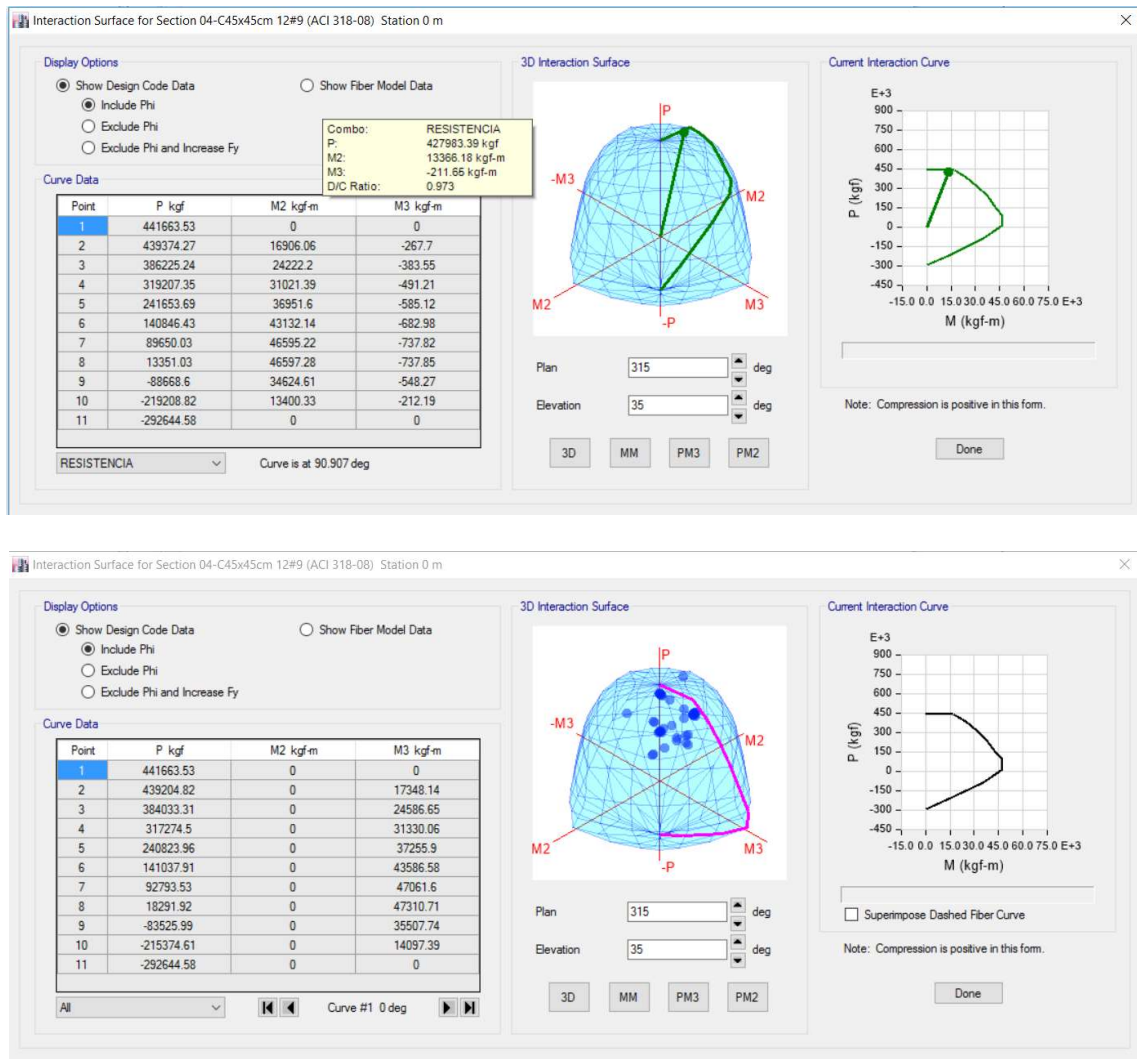 Interaction Surface for Section 04-C45x45cm 12#9 (ACI 318-08) Station 0 m
Display Options
Show Design Code Data
Show Fiber Model Data
Include Phi
Exclude Phi
Exclude Phi and Increase Fy
Combo: RESISTENCIA
P: 427983.39 kgf
M2: 13366.18 kgf-m
M3: -211.66 kgf-m
D/C Ratio: 0.973
Curve Data
Point P kgf M2 kgf-m M3 kgf-m
1 441663.53 0 0
2 439374.27 16906.06 -267.7
3 386225.24 24222.2 -383.55
4 319207.35 31021.39 -491.21
5 241653.69 36951.6 -585.12
6 140846.43 43132.14 -682.98
7 89650.03 46595.22 -737.82
8 13351.03 46597.28 -737.85
9 -88668.6 34624.61 -548.27
10 -219208.82 13400.33 -212.19
11 -292644.58 0 0
RESISTENCIA
Curve is at 90.907 deg
3D Interaction Surface
P
-M3
M2
M2
M3
-P
Plan 315 deg
Elevation 35 deg
3D MM PM3 PM2
Current Interaction Curve
E+3
900
750
600
450
300
150
0
-150
-300
-450
P (kgf)
-15.0 0.0 15.0 30.0 45.0 60.0 75.0 E+3
M (kgf-m)
Note: Compression is positive in this form.
Done
Interaction Surface for Section 04-C45x45cm 12#9 (ACI 318-08) Station 0 m
Display Options
Show Design Code Data
Show Fiber Model Data
Include Phi
Exclude Phi
Exclude Phi and Increase Fy
Curve Data
Point P kgf M2 kgf-m M3 kgf-m
1 441663.53 0 0
2 439204.82 0 17348.14
3 384033.31 0 24586.65
4 317274.5 0 31330.06
5 240823.96 0 37255.9
6 141037.91 0 43586.58
7 92793.53 0 47061.6
8 18291.92 0 47310.71
9 -83525.99 0 35507.74
10 -215374.61 0 14097.39
11 -292644.58 0 0
All
Curve #1 0 deg
3D Interaction Surface
P
-M3
M2
M2
M3
-P
Plan 315 deg
Elevation 35 deg
3D MM PM3 PM2
Current Interaction Curve
E+3
900
750
600
450
300
150
0
-150
-300
-450
P (kgf)
-15.0 0.0 15.0 30.0 45.0 60.0 75.0 E+3
M (kgf-m)
Superimpose Dashed Fiber Curve
Note: Compression is positive in this form.
Done